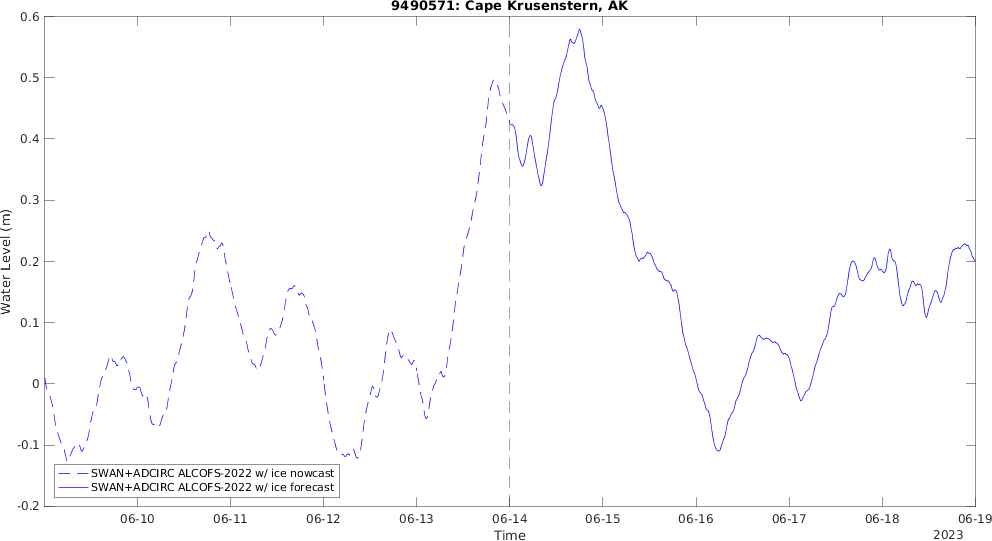 9490571: Cape Krusenstern, AK
Water Level (m)
0.6
0.5
0.4
0.3
0.2
0.1
0
-0.1
-0.2
SWAN+ADCIRC ALCOFS-2022 w/ ice nowcast
SWAN+ADCIRC ALCOFS-2022 w/ ice forecast
06-10 06-11 06-12 06-13 06-14 06-15 06-16 06-17 06-18 06-19
Time
2023